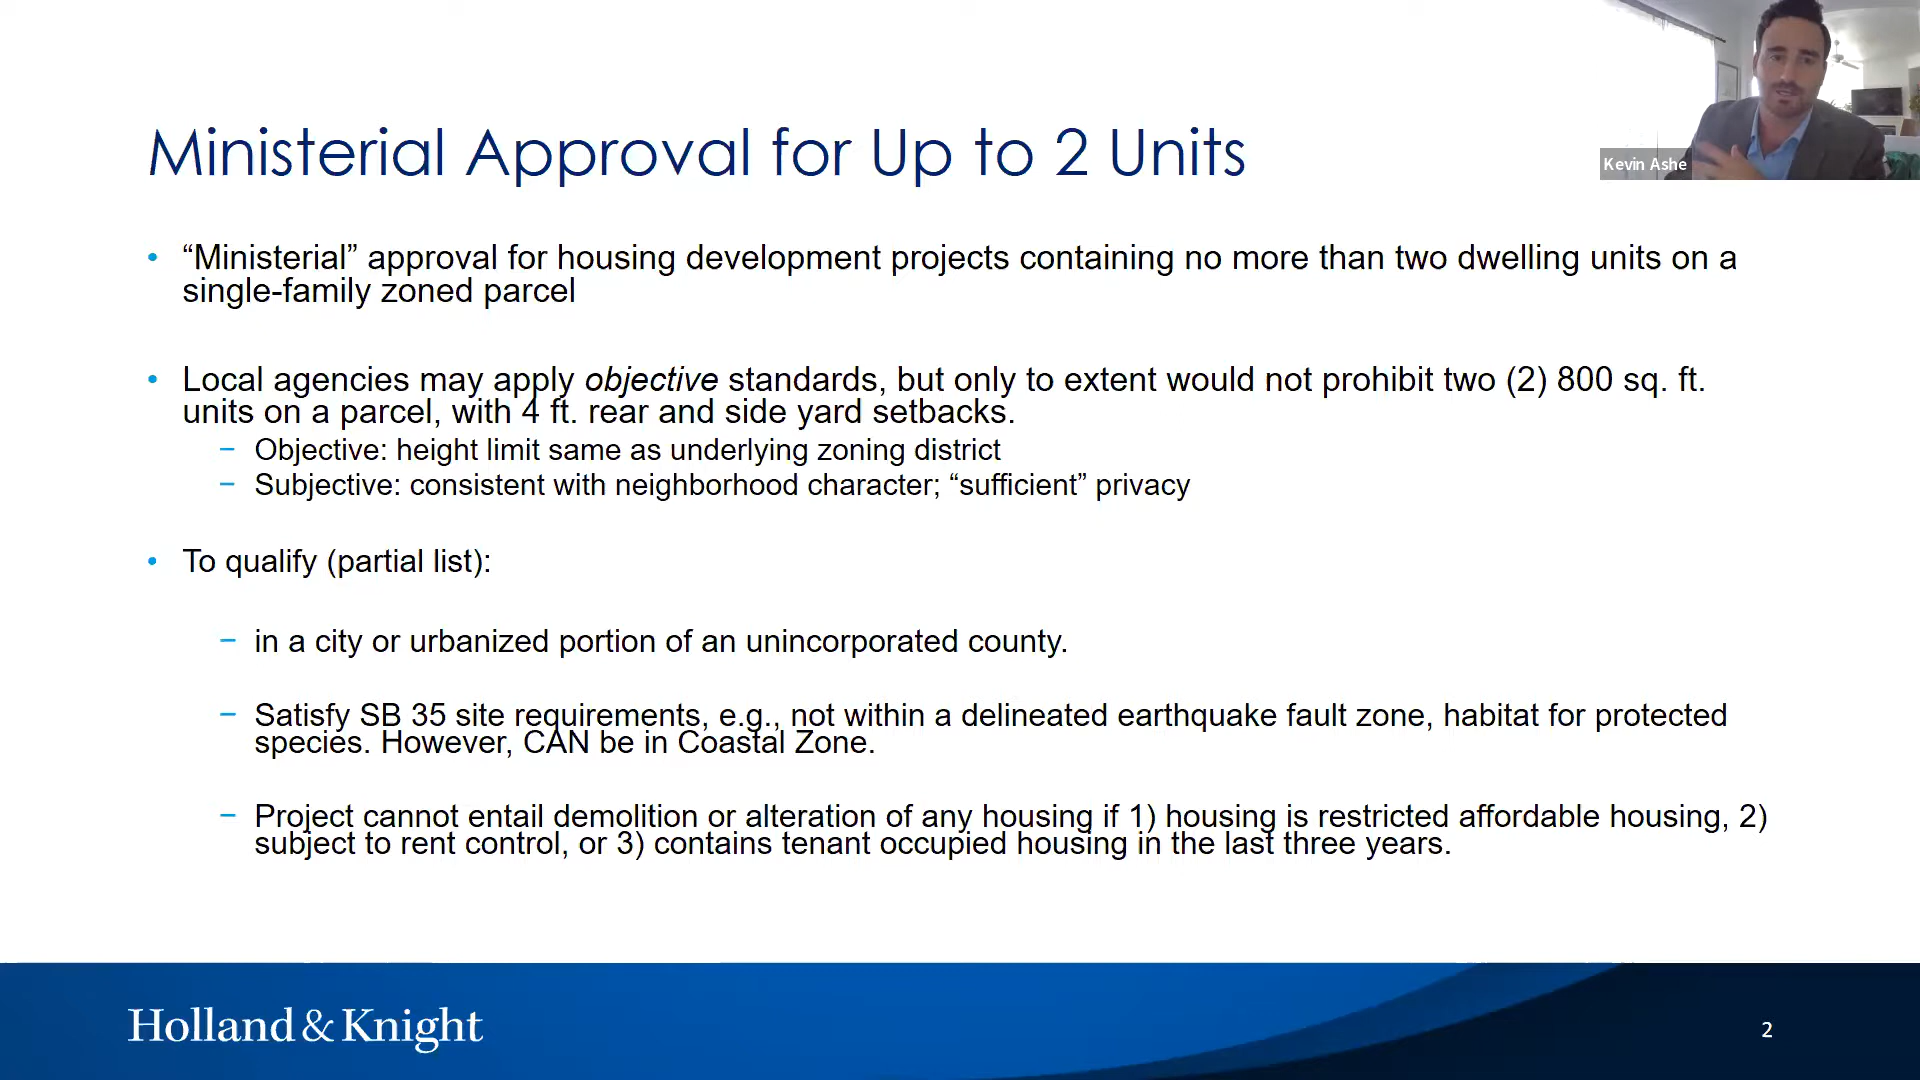 Ministerial Approval for Up to 2 Units
Kevin Ashe
• “Ministerial” approval for housing development projects containing no more than two dwelling units on a
single-family zoned parcel
• Local agencies may apply objective standards, but only to extent would not prohibit two (2) 800 sq. ft.
units on a parcel, with 4 ft. rear and side yard setbacks.
− Objective: height limit same as underlying zoning district
− Subjective: consistent with neighborhood character; “sufficient” privacy
• To qualify (partial list):
− in a city or urbanized portion of an unincorporated county.
− Satisfy SB 35 site requirements, e.g., not within a delineated earthquake fault zone, habitat for protected
species. However, CAN be in Coastal Zone.
− Project cannot entail demolition or alteration of any housing if 1) housing is restricted affordable housing, 2)
subject to rent control, or 3) contains tenant occupied housing in the last three years.
Holland & Knight
2